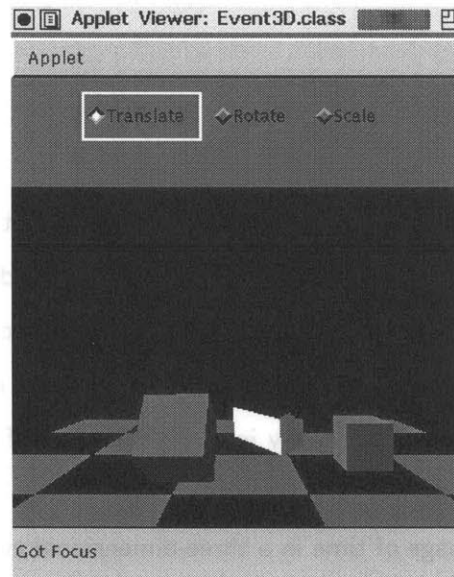 Applet Viewer: Event3D.class
Applet
Translate Rotate Scale
Got Focus